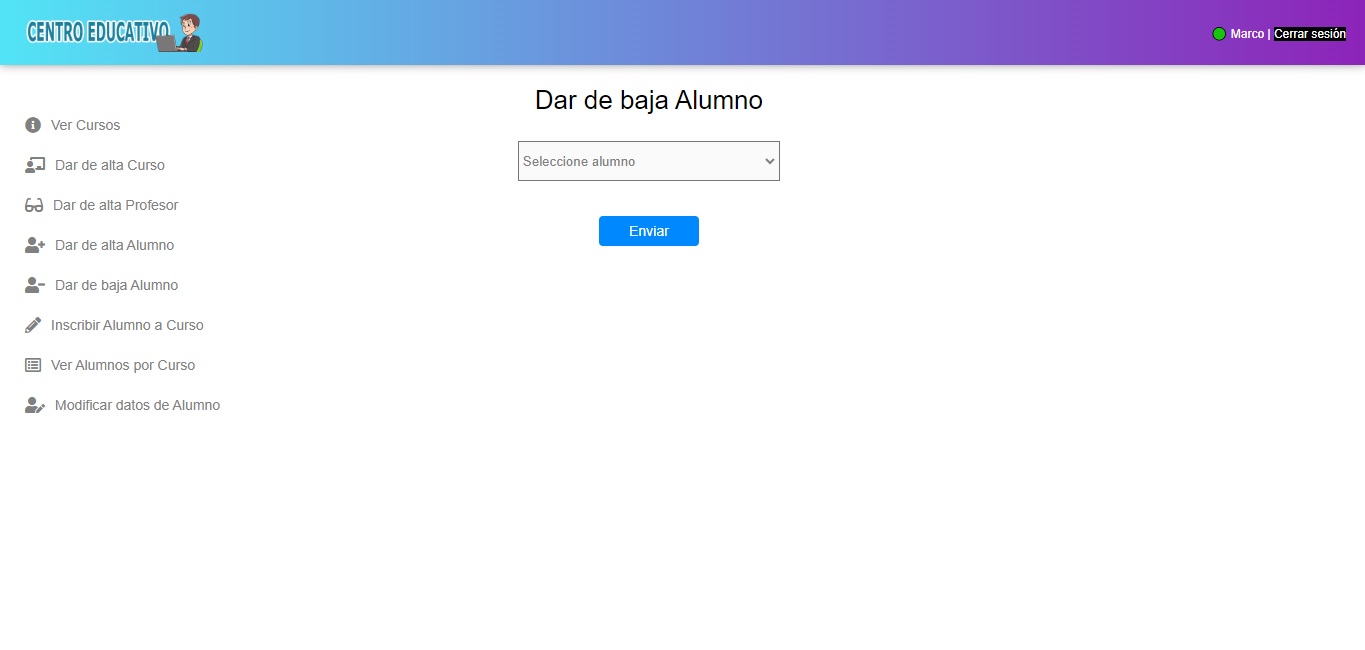 CENTRO EDUCATIVO
Marco | Cerrar sesión
Dar de baja Alumno
Seleccione alumno
Enviar
Ver Cursos
Dar de alta Curso
Dar de alta Profesor
Dar de alta Alumno
Dar de baja Alumno
Inscribir Alumno a Curso
Ver Alumnos por Curso
Modificar datos de Alumno